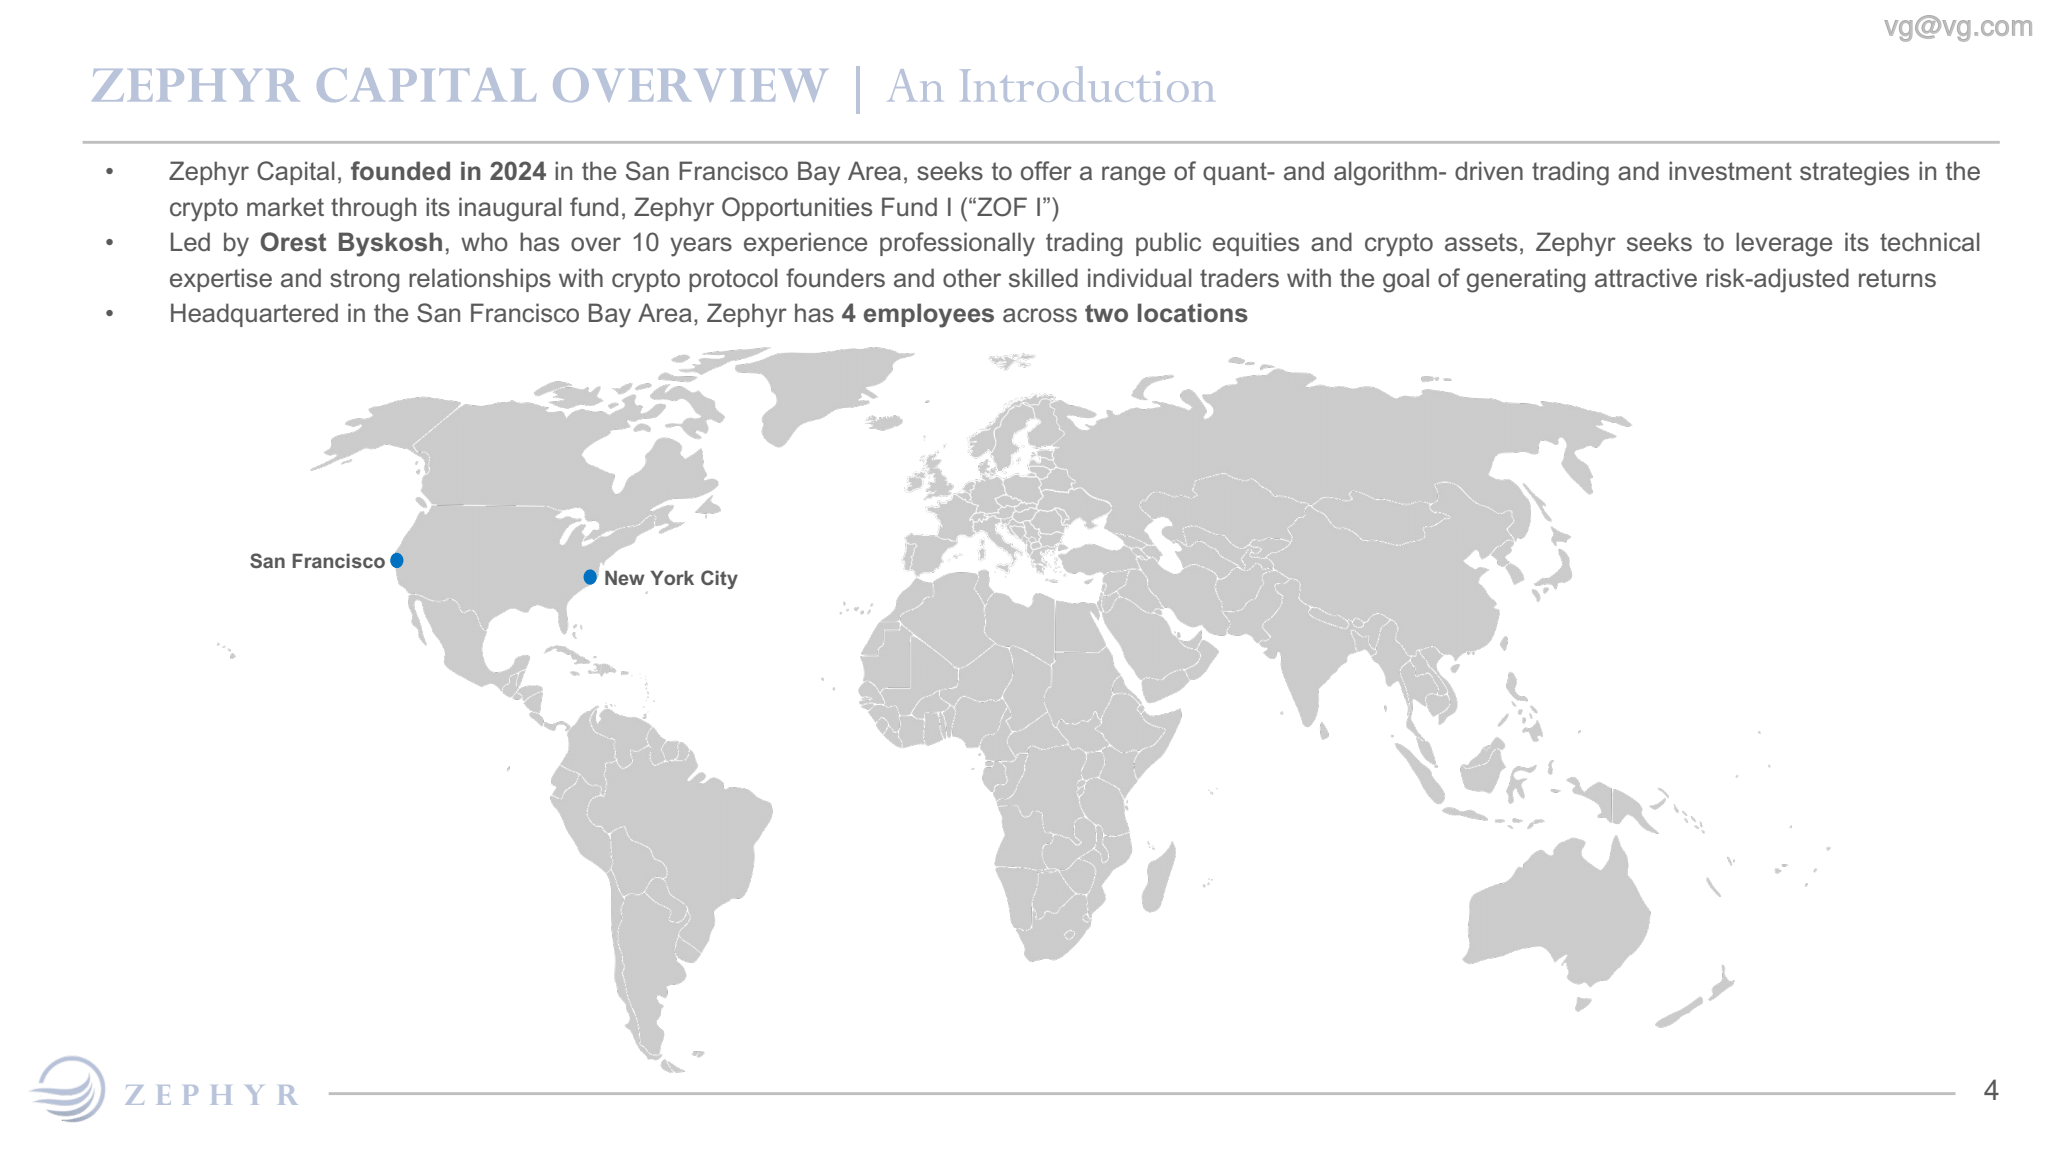 vg@vg.com
ZEPHYR CAPITAL OVERVIEW | An Introduction
• Zephyr Capital, founded in 2024 in the San Francisco Bay Area, seeks to offer a range of quant- and algorithm- driven trading and investment strategies in the
crypto market through its inaugural fund, Zephyr Opportunities Fund I (“ZOF I”)
• Led by Orest Byskosh, who has over 10 years experience professionally trading public equities and crypto assets, Zephyr seeks to leverage its technical
expertise and strong relationships with crypto protocol founders and other skilled individual traders with the goal of generating attractive risk-adjusted returns
• Headquartered in the San Francisco Bay Area, Zephyr has 4 employees across two locations
San Francisco
New York City
ZEPHYR
4